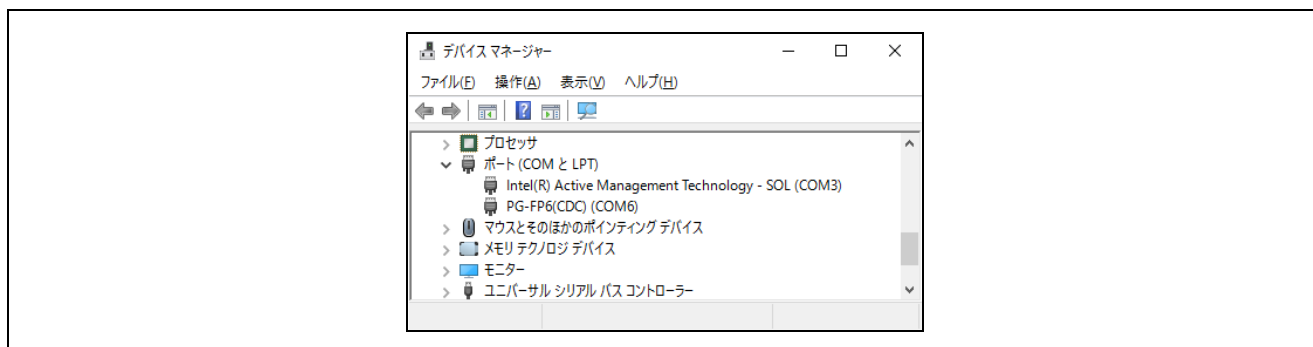 デバイス マネージャー
ファイル(F) 操作(A) 表示(V) ヘルプ(H)
プロセッサ
ポート (COM と LPT)
Intel(R) Active Management Technology - SOL (COM3)
PG-FP6(CDC) (COM6)
マウスとそのほかのポインティング デバイス
メモリ テクノロジ デバイス
モニター
ユニバーサル シリアル バス コントローラー